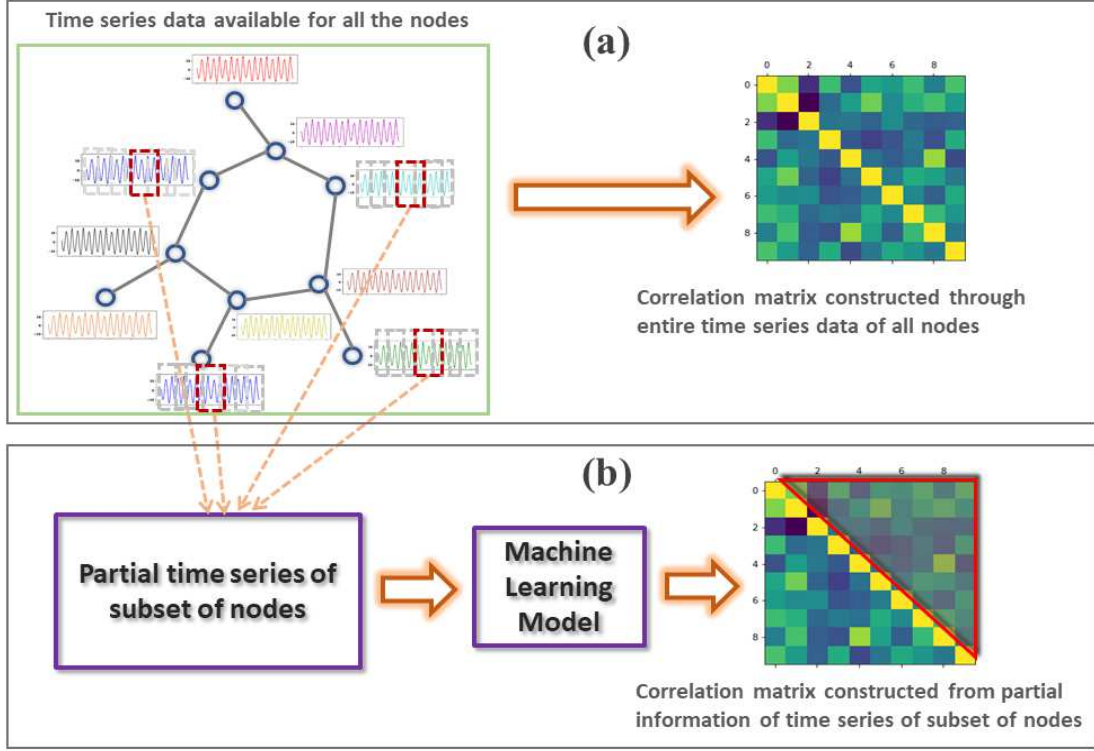 Time series data available for all the nodes
(a)
0 2 4 6 8
0
2
4
6
8
Correlation matrix constructed through
entire time series data of all nodes
(b)
0 2 4 6 8
0
2
4
6
8
Partial time series of
subset of nodes
Machine
Learning
Model
Correlation matrix constructed from partial
information of time series of subset of nodes